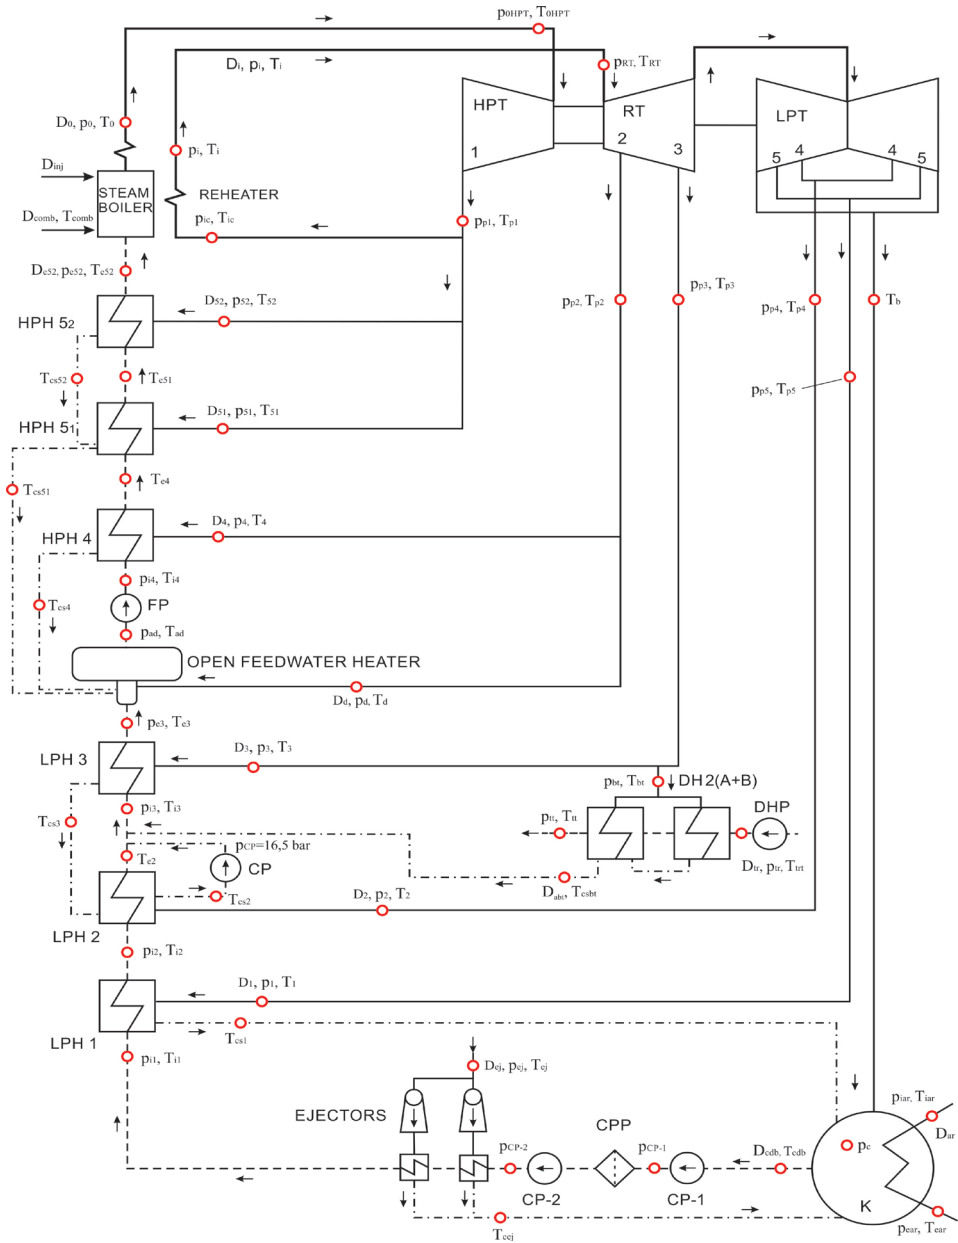 p0HPT, T0HPT
Di, pi, Ti
pRT, TRT
HPT
RT
LPT
1
2
3
5
4
4
5
D0, p0, T0
pi, Ti
Dinj
STEAM
BOILER
REHEATER
Dcomb, Tcomb
pic, Tic
pp1, Tp1
De52, pe52, Te52
D52, p52, T52
pp2, Tp2
pp3, Tp3
pp4, Tp4
Tb
HPH 52
Tcs52
Te51
pp5, Tp5
D51, p51, T51
HPH 51
Tcs51
Te4
D4, p4, T4
HPH 4
pi4, Ti4
Tcs4
FP
pad, Tad
OPEN FEEDWATER HEATER
Dd, pd, Td
pe3, Te3
LPH 3
D3, p3, T3
pbt, Tbt
DH2(A+B)
pi3, Ti3
Tcs3
ptt, Ttt
DHP
pCP=16,5 bar
Te2
CP
Dtr, ptr, Ttrt
Dabt, Tcsbt
Tcs2
D2, p2, T2
LPH 2
pi2, Ti2
D1, p1, T1
Tcs1
LPH 1
pi1, Ti1
Dej, pej, Tej
piar, Tiar
EJECTORS
CPP
Dar
pCP-2
pCP-1
Dcdb, Tcdb
pc
CP-2
CP-1
K
Tcej
pear, Tear